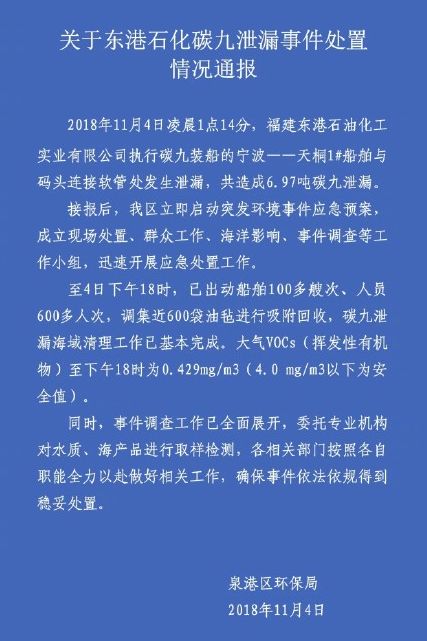 关于东港石化碳九泄漏事件处置
情况通报
2018年11月4日凌晨1点14分，福建东港石油化工
实业有限公司执行碳九装船的宁波——天桐1#船舶与
码头连接软管处发生泄漏，共造成6.97吨碳九泄漏。
接报后，我区立即启动突发环境事件应急预案，
成立现场处置、群众工作、海洋影响、事件调查等工
作小组，迅速开展应急处置工作。
至4日下午18时，已出动船舶100多艘次、人员
600多人次，调集近600袋油毡进行吸附回收，碳九泄
漏海域清理工作已基本完成。大气VOCs（挥发性有机
物）至下午18时为0.429mg/m3（4.0 mg/m3以下为安
全值）。
同时，事件调查工作已全面展开，委托专业机构
对水质、海产品进行取样检测，各相关部门按照各自
职能全力以赴做好相关工作，确保事件依法依规得到
稳妥处置。
泉港区环保局
2018年11月4日